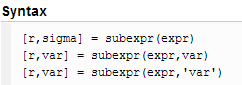 Syntax
[r,sigma] = subexpr(expr)
[r,var] = subexpr(expr,var)
[r,var] = subexpr(expr,'var')